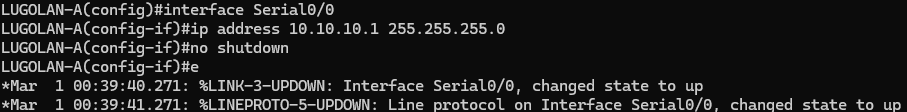 LUGOLAN-A(config)#interface Serial0/0
LUGOLAN-A(config-if)#ip address 10.10.10.1 255.255.255.0
LUGOLAN-A(config-if)#no shutdown
LUGOLAN-A(config-if)#e
*Mar  1 00:39:40.271: %LINK-3-UPDOWN: Interface Serial0/0, changed state to up
*Mar  1 00:39:41.271: %LINEPROTO-5-UPDOWN: Line protocol on Interface Serial0/0, changed state to up